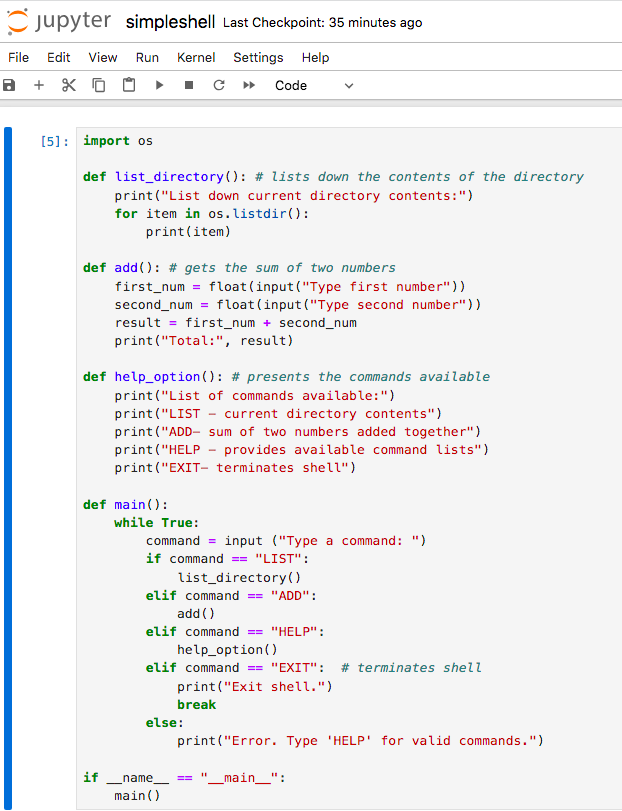 jupyter simpleshell Last Checkpoint: 35 minutes ago
File Edit View Run Kernel Settings Help
Code
[5]: import os

def list_directory(): # lists down the contents of the directory
    print("List down current directory contents:")
    for item in os.listdir():
        print(item)

def add(): # gets the sum of two numbers
    first_num = float(input("Type first number"))
    second_num = float(input("Type second number"))
    result = first_num + second_num
    print("Total:", result)

def help_option(): # presents the commands available
    print("List of commands available:")
    print("LIST – current directory contents")
    print("ADD– sum of two numbers added together")
    print("HELP – provides available command lists")
    print("EXIT– terminates shell")

def main():
    while True:
        command = input ("Type a command: ")
        if command == "LIST":
            list_directory()
        elif command == "ADD":
            add()
        elif command == "HELP":
            help_option()
        elif command == "EXIT":  # terminates shell
            print("Exit shell.")
            break
        else:
            print("Error. Type 'HELP' for valid commands.")

if __name__ == "__main__":
    main()